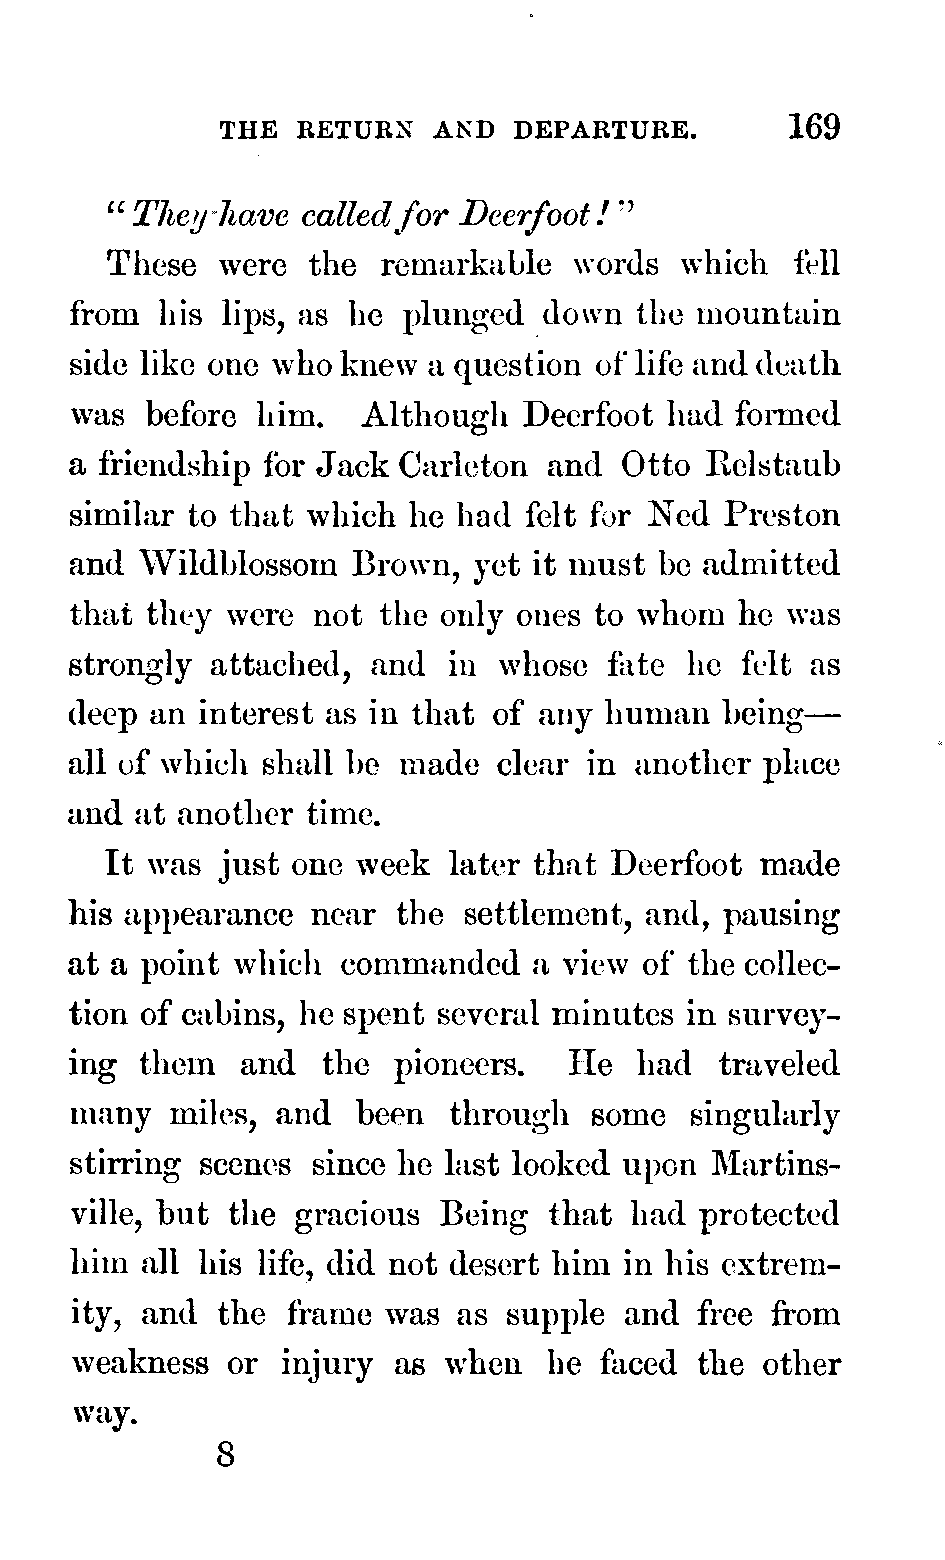 THE RETURN AND DEPARTURE. 169
"They have called for Deerfoot!"
These were the remarkable words which fell
from his lips, as he plunged down the mountain
side like one who knew a question of life and death
was before him. Although Deerfoot had formed
a friendship for Jack Carleton and Otto Relstaub
similar to that which he had felt for Ned Preston
and Wildblossom Brown, yet it must be admitted
that they were not the only ones to whom he was
strongly attached, and in whose fate he felt as
deep an interest as in that of any human being—
all of which shall be made clear in another place
and at another time.
It was just one week later that Deerfoot made
his appearance near the settlement, and, pausing
at a point which commanded a view of the collec-
tion of cabins, he spent several minutes in survey-
ing them and the pioneers. He had traveled
many miles, and been through some singularly
stirring scenes since he last looked upon Martins-
ville, but the gracious Being that had protected
him all his life, did not desert him in his extrem-
ity, and the frame was as supple and free from
weakness or injury as when he faced the other
way.
8